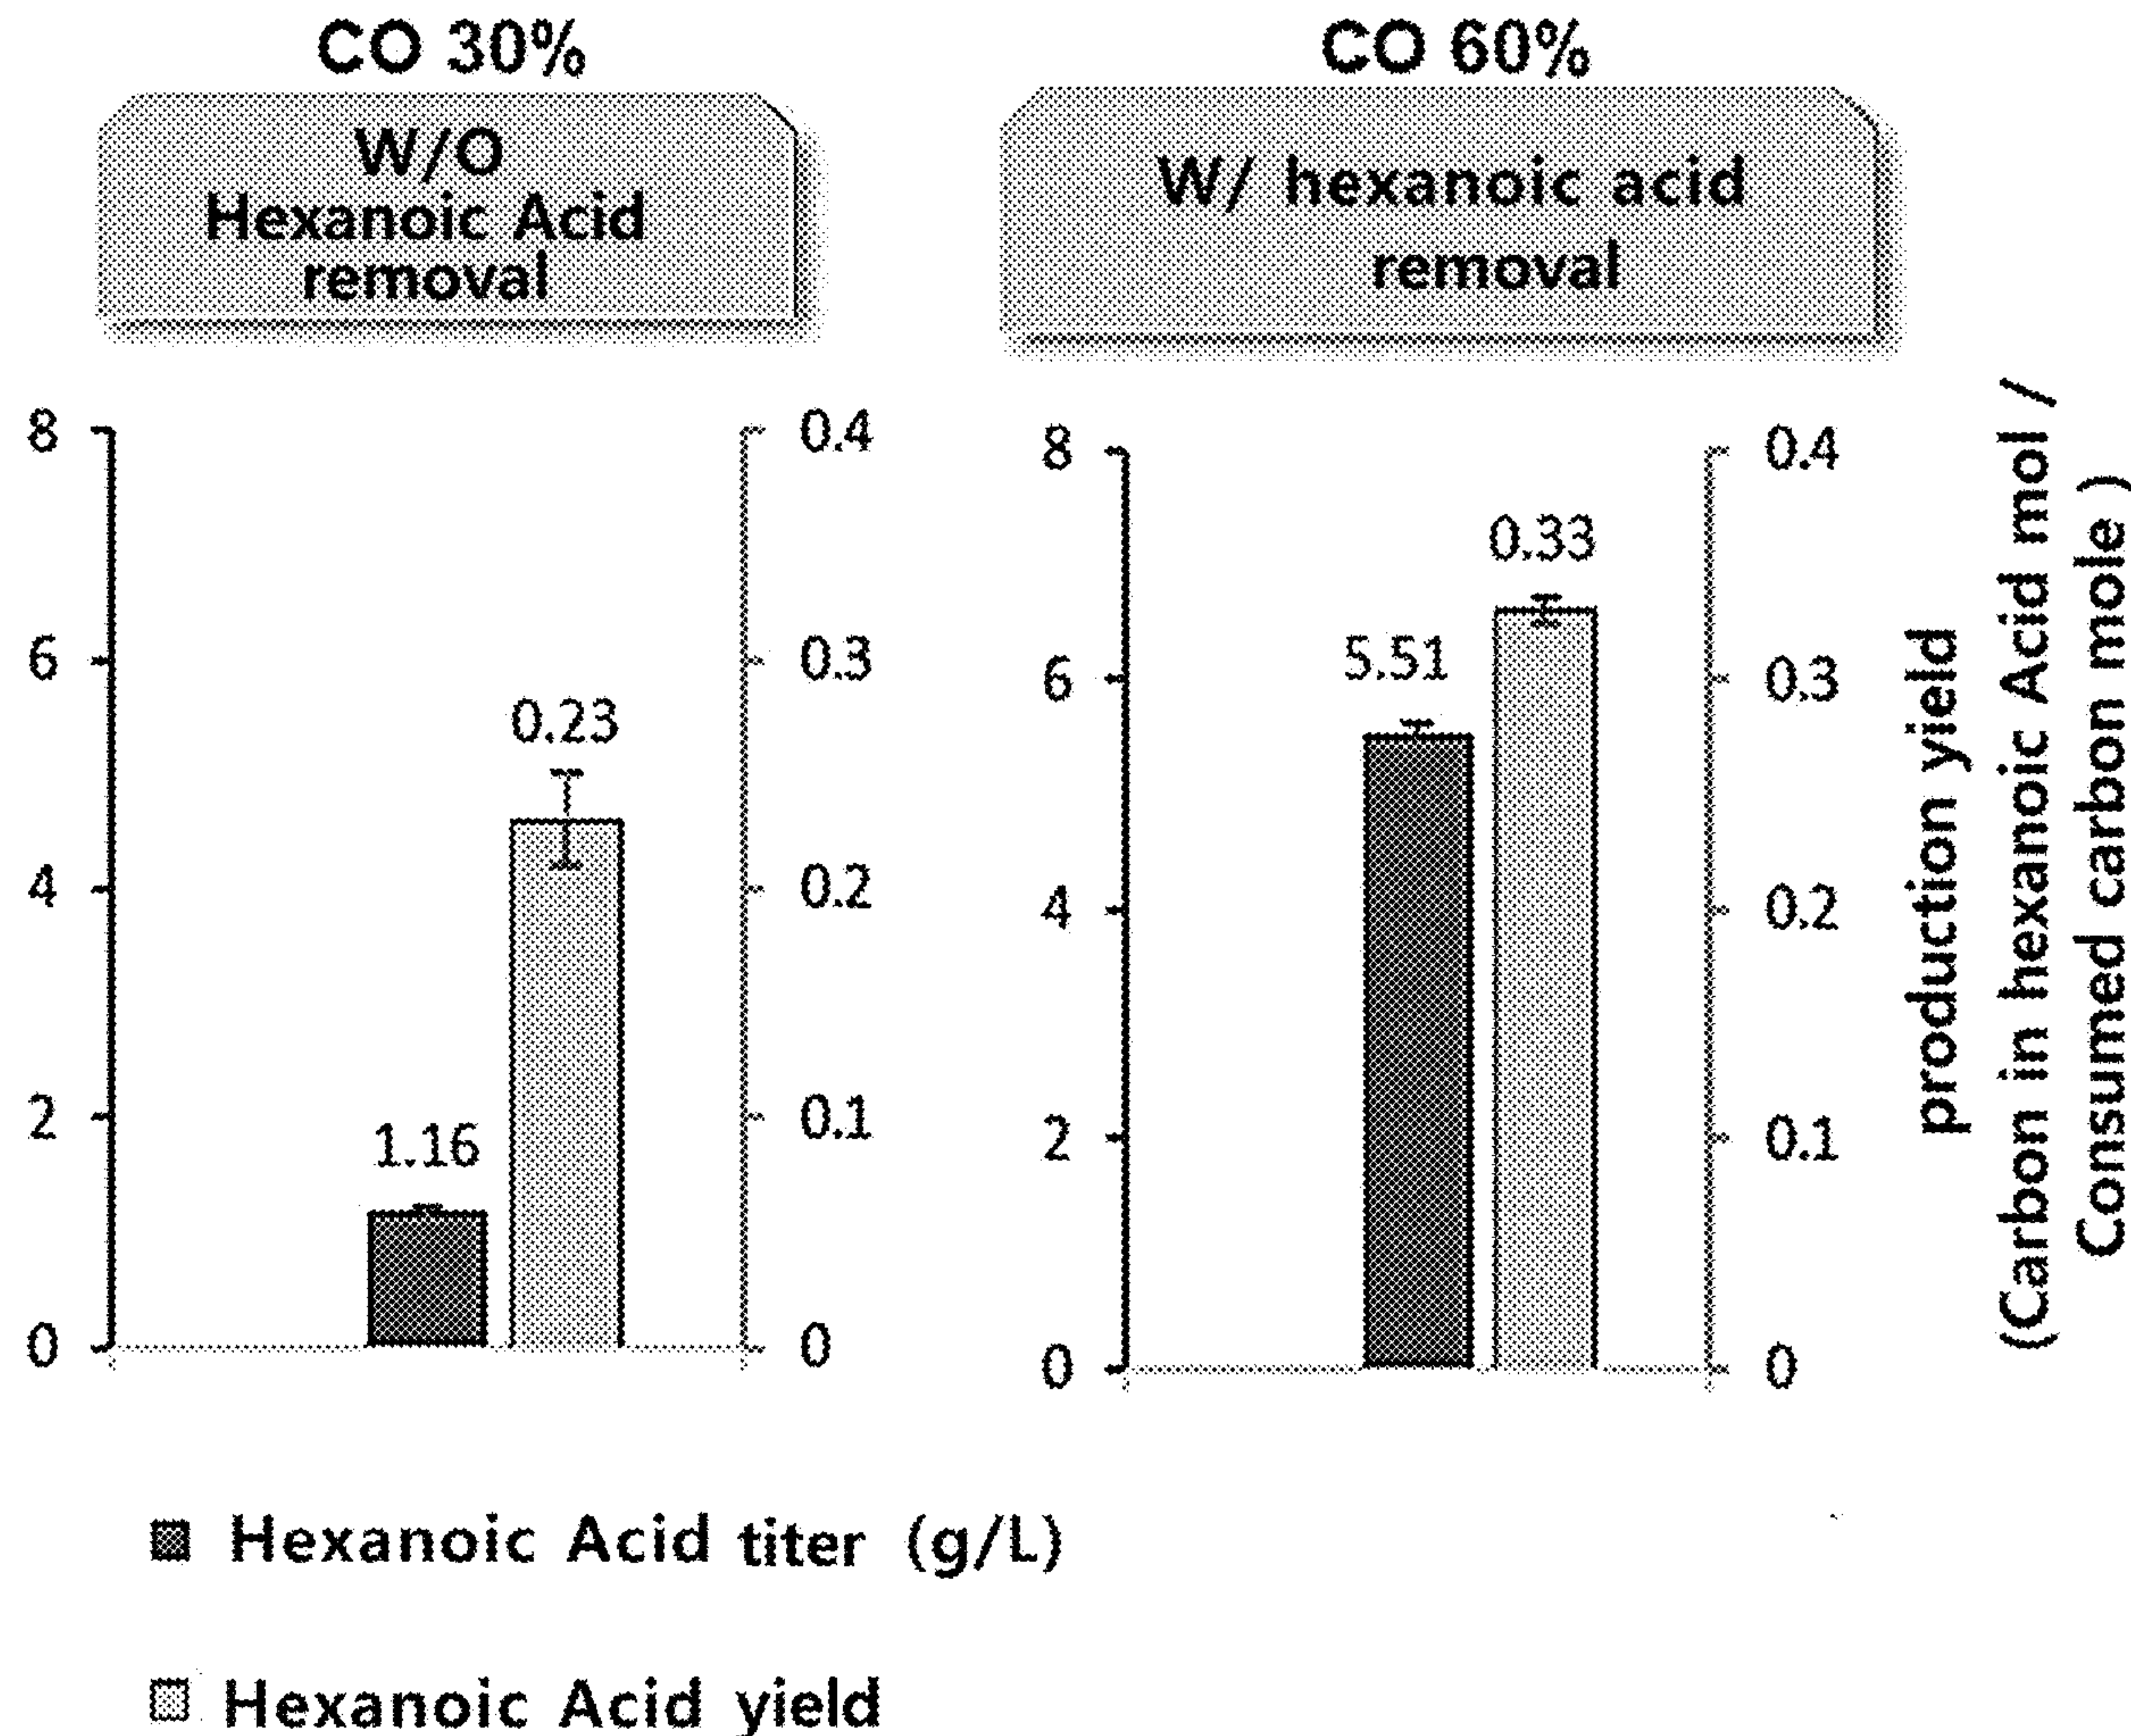 CO 30%
W/O
Hexanoic Acid
removal
8
6
4
2
0
1.16
0.23
0.4
0.3
0.2
0.1
0
CO 60%
W/ hexanoic acid
removal
8
6
4
2
0
5.51
0.33
0.4
0.3
0.2
0.1
0
production yield
(Carbon in hexanoic Acid mol /
Consumed carbon mole )
Hexanoic Acid titer (g/L)
Hexanoic Acid yield